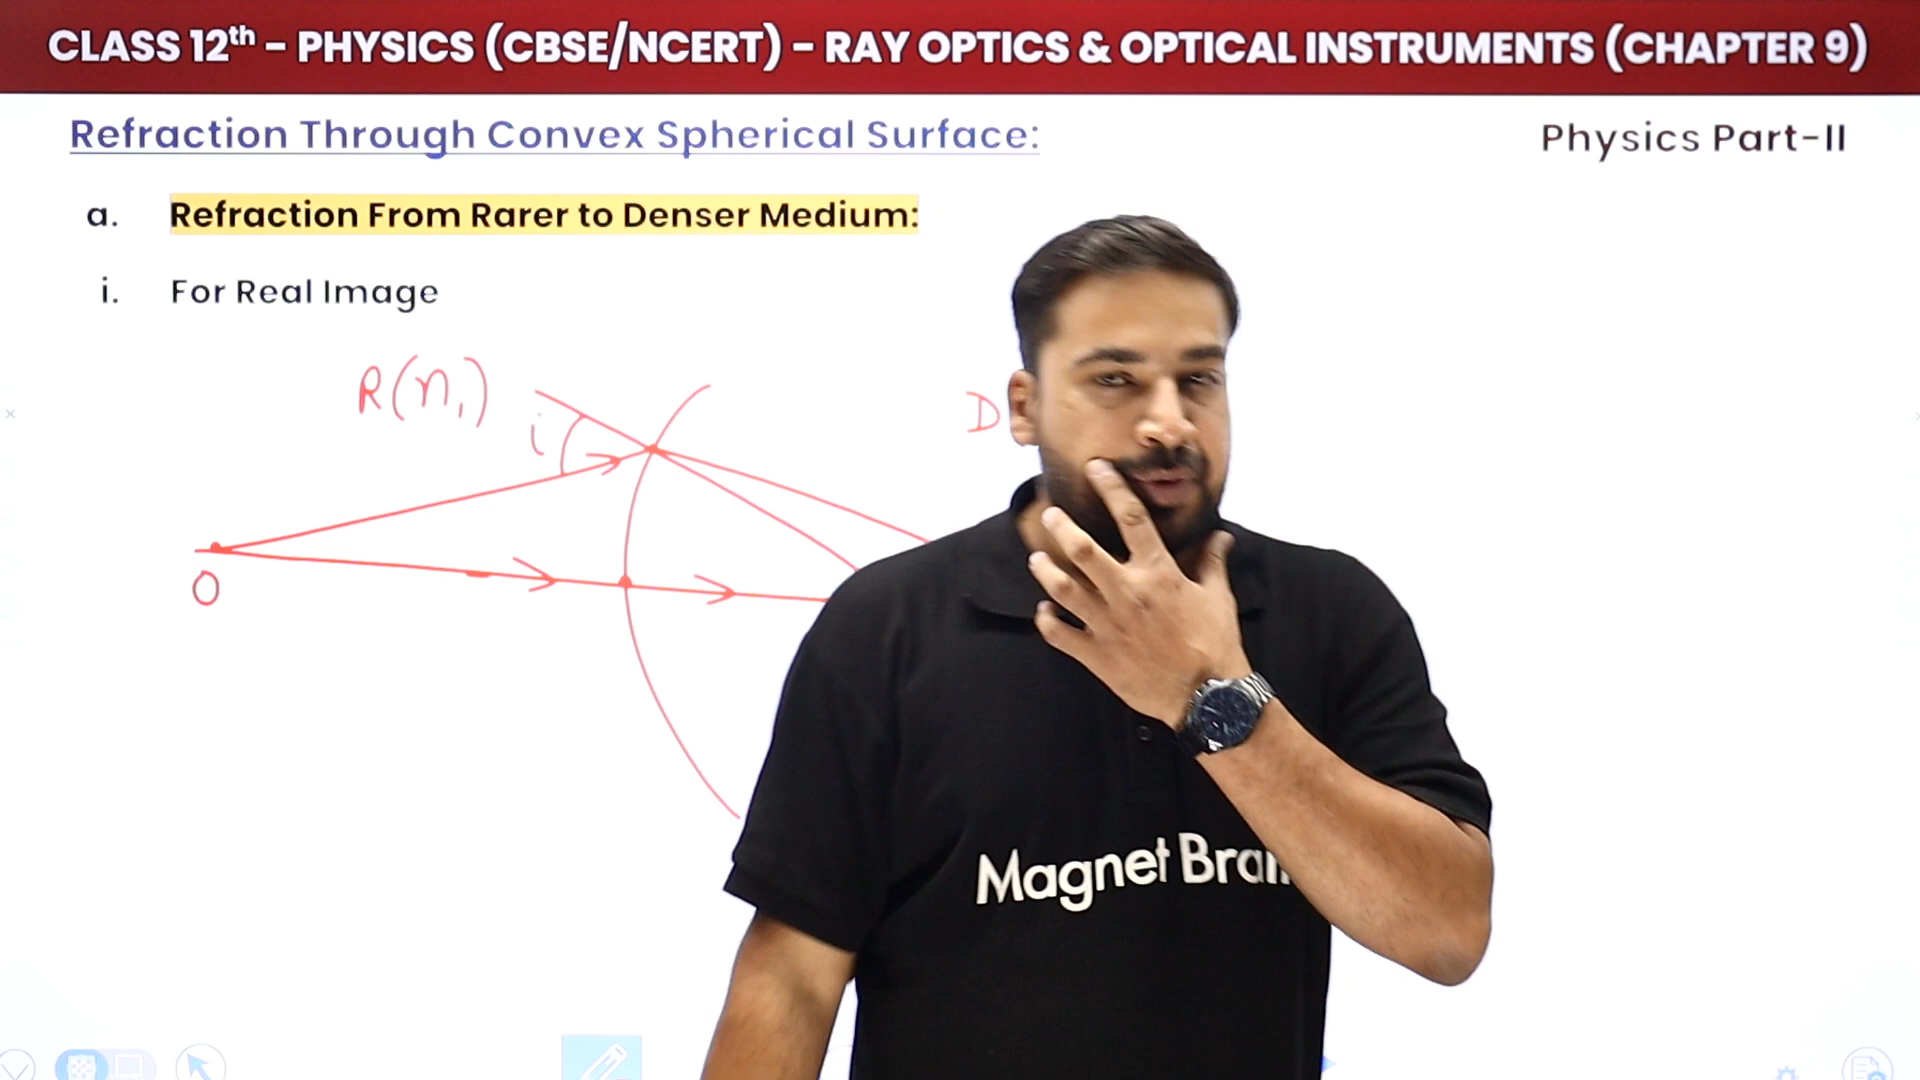 CLASS 12th - PHYSICS (CBSE/NCERT) - RAY OPTICS & OPTICAL INSTRUMENTS (CHAPTER 9)
Refraction Through Convex Spherical Surface:
Physics Part-II
a. Refraction From Rarer to Denser Medium:
i. For Real Image
R(n₁)
i
D
O
Magnet